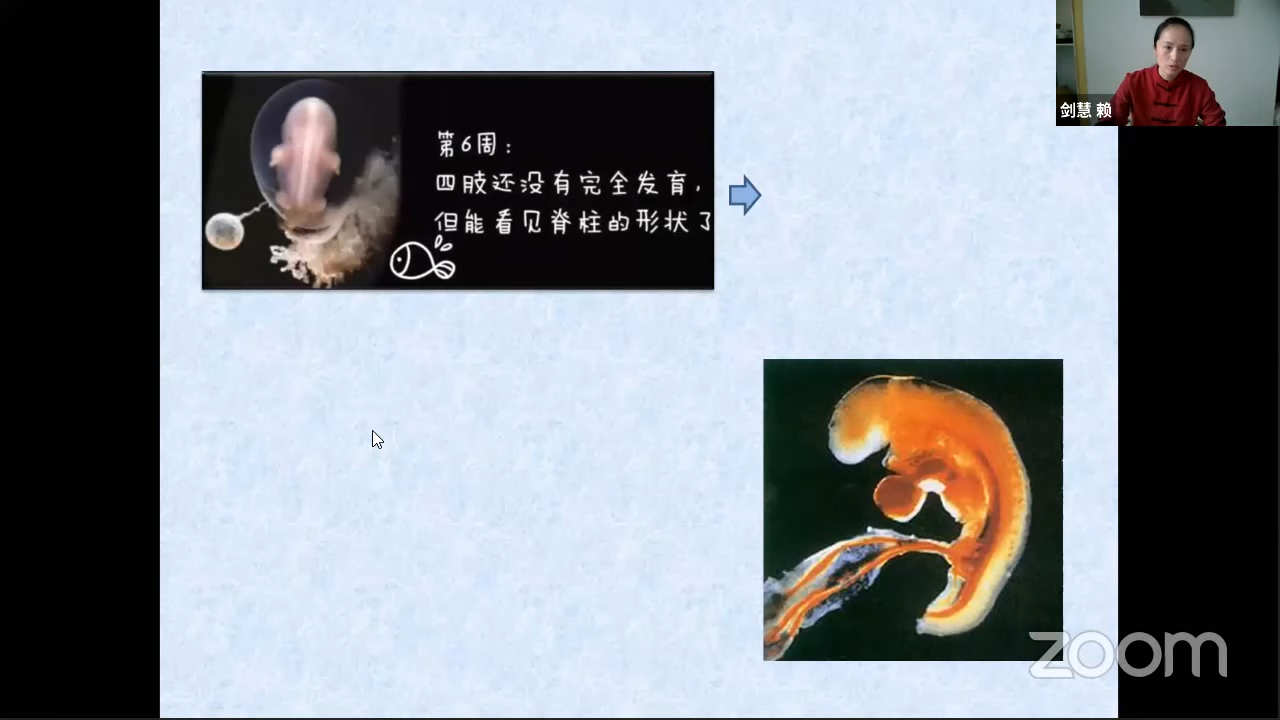 剑慧 赖
第6周：
四肢还没有完全发育，
但能看见脊柱的形状了
zoom